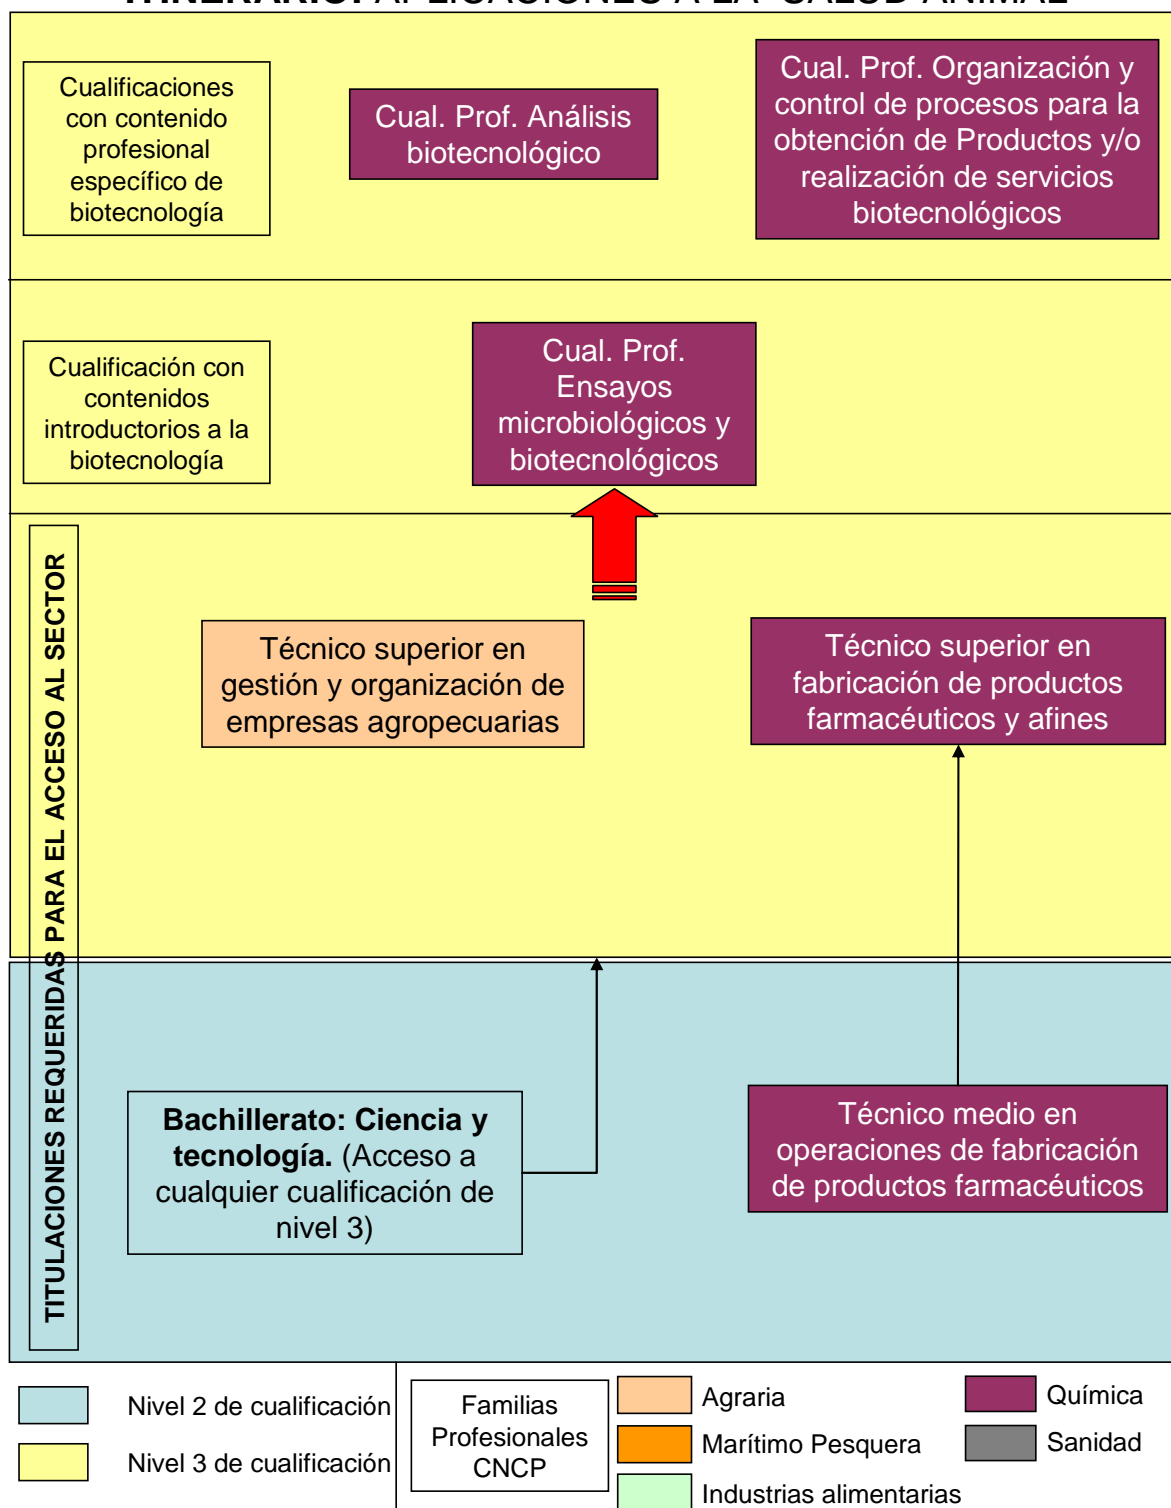 ITINERARIO: APLICACIONES A LA SALUD ANIMAL
Cualificaciones
con contenido
profesional
específico de
biotecnología
Cual. Prof. Análisis
biotecnológico
Cual. Prof. Organización y
control de procesos para la
obtención de Productos y/o
realización de servicios
biotecnológicos
Cualificación con
contenidos
introductorios a la
biotecnología
Cual. Prof.
Ensayos
microbiológicos y
biotecnológicos
TITULACIONES REQUERIDAS PARA EL ACCESO AL SECTOR
Técnico superior en
gestión y organización de
empresas agropecuarias
Técnico superior en
fabricación de productos
farmacéuticos y afines
Bachillerato: Ciencia y
tecnología. (Acceso a
cualquier cualificación de
nivel 3)
Técnico medio en
operaciones de fabricación
de productos farmacéuticos
Nivel 2 de cualificación
Nivel 3 de cualificación
Familias
Profesionales
CNCP
Agraria
Marítimo Pesquera
Industrias alimentarias
Química
Sanidad